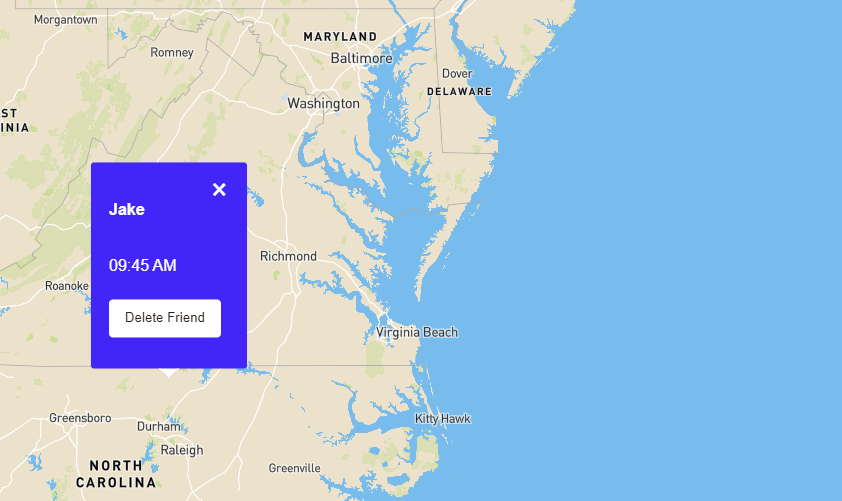 Morgantown
MARYLAND
Romney
Baltimore
Dover
DELAWARE
Washington
ST
INIA
×
Jake
09:45 AM
Delete Friend
Richmond
Roanoke
Virginia Beach
Greensboro
Kitty Hawk
Durham
Raleigh
Greenville
NORTH
CAROLINA